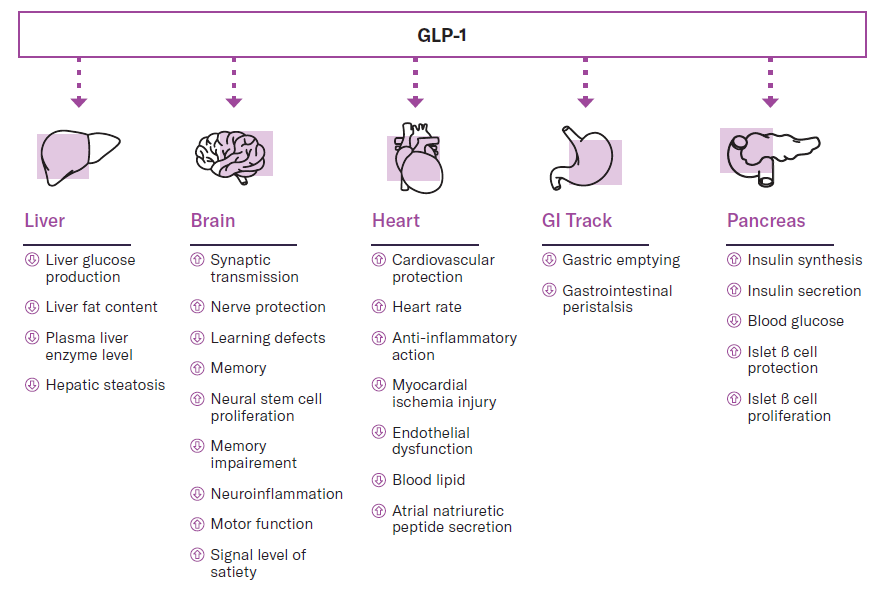 GLP-1
Liver
Liver glucose
production
Liver fat content
Plasma liver
enzyme level
Hepatic steatosis
Brain
Synaptic
transmission
Nerve protection
Learning defects
Memory
Neural stem cell
proliferation
Memory
impairment
Neuroinflammation
Motor function
Signal level of
satiety
Heart
Cardiovascular
protection
Heart rate
Anti-inflammatory
action
Myocardial
ischemia injury
Endothelial
dysfunction
Blood lipid
Atrial natriuretic
peptide secretion
GI Track
Gastric emptying
Gastrointestinal
peristalsis
Pancreas
Insulin synthesis
Insulin secretion
Blood glucose
Islet ß cell
protection
Islet ß cell
proliferation